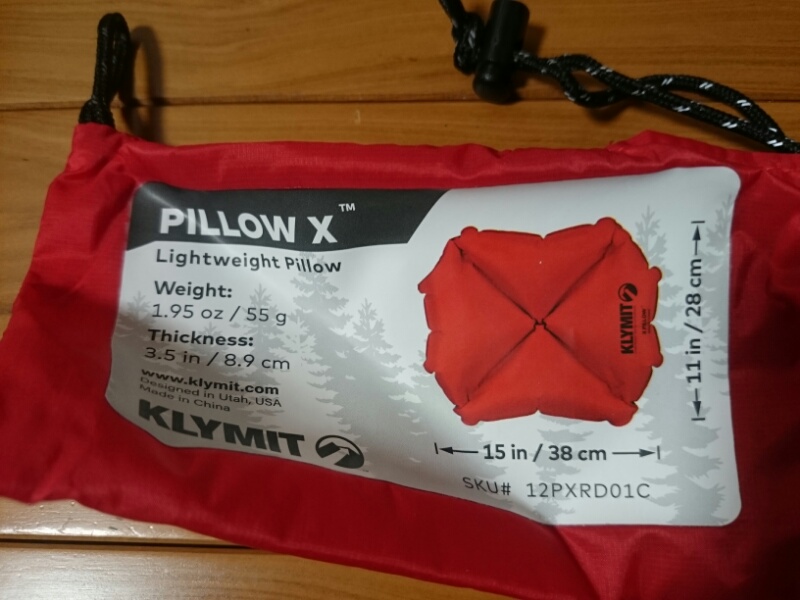 PILLOW X™
Lightweight Pillow
Weight:
1.95 oz / 55 g
Thickness:
3.5 in / 8.9 cm
www.klymit.com
Designed in Utah, USA
Made in China
KLYMIT
KLYMIT
11 in / 28 cm
15 in / 38 cm
SKU# 12PXRD01C